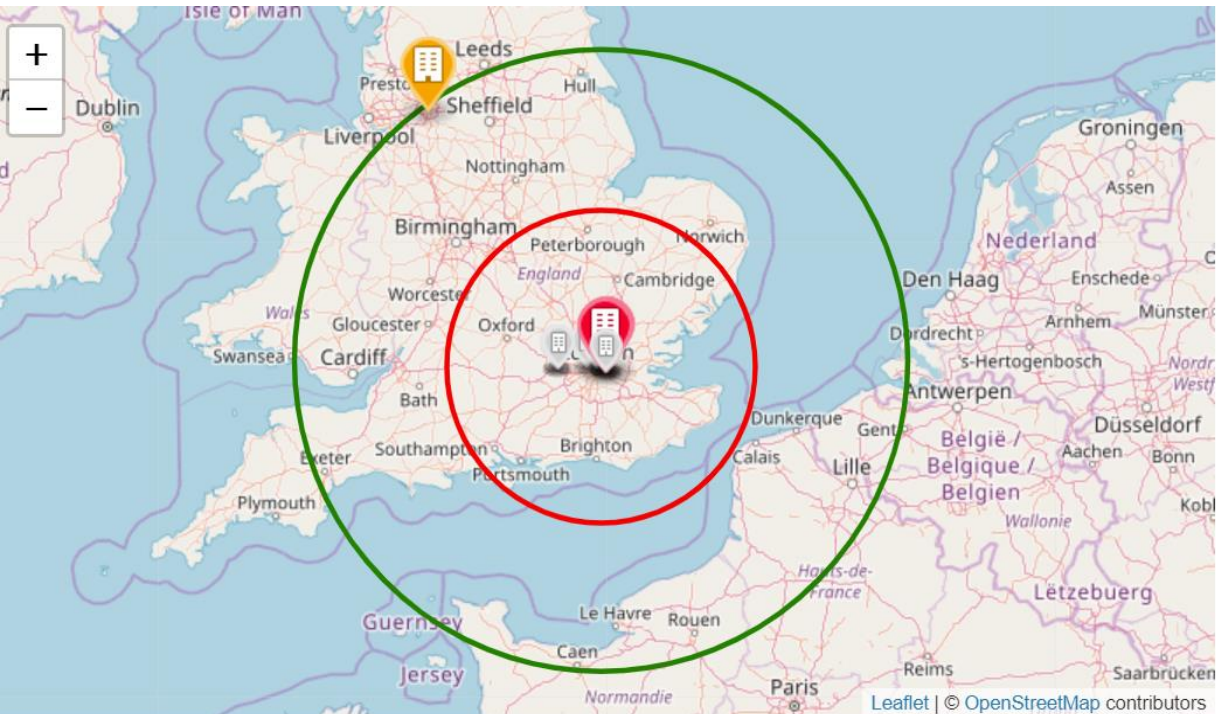 Isle of Man
+
−
Leeds
Hull
Dublin
Sheffield
Liverpool
Groningen
Nottingham
Assen
Birmingham
Norwich
Peterborough
Nederland
England
Cambridge
Den Haag
Enschede
Worcester
Wales
Gloucester
Oxford
Arnhem
Münster
Dordrecht
Swansea
Cardiff
's-Hertogenbosch
Bath
Antwerpen
Dunkerque
Gent
Düsseldorf
Southampton
Brighton
België /
Aachen
Bonn
Exeter
Calais
Lille
Belgique /
Portsmouth
Belgien
Plymouth
Wallonie
Hauts-de-
France
Lëtzebuerg
Guernsey
Le Havre
Rouen
Caen
Jersey
Reims
Saarbrücken
Paris
Normandie
Leaflet | © OpenStreetMap contributors